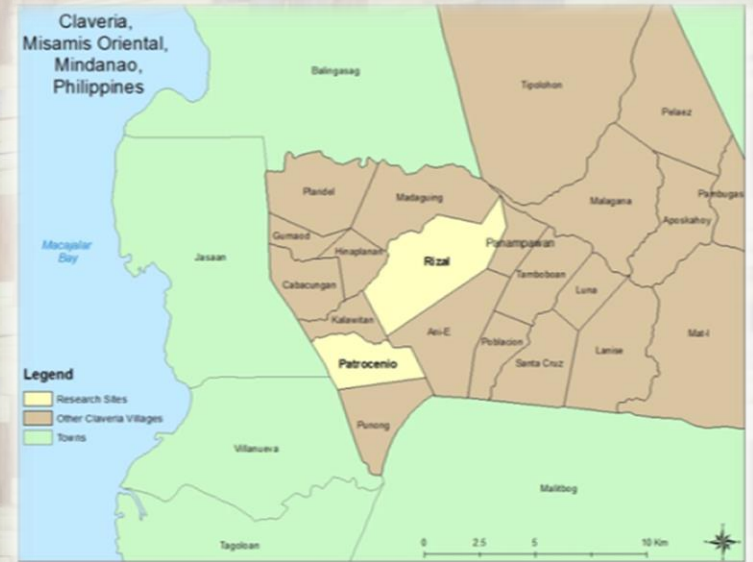 Claveria,
Misamis Oriental,
Mindanao,
Philippines
Balingasag
Tipolohon
Pelaez
Plandel
Madaguing
Malagana
Pambugas
Aposkahoy
Gumaod
Hinaplanan
Panampawan
Macajalar
Bay
Jasaan
Rizal
Tamboboan
Cabacungan
Luna
Kalawitan
Ani-E
Poblacion
Mat-I
Lanise
Santa Cruz
Patrocenio
Legend
Research Sites
Other Claveria Villages
Towns
Punong
Villanueva
Malitbog
Tagoloan
0 2.5 5 10 Km